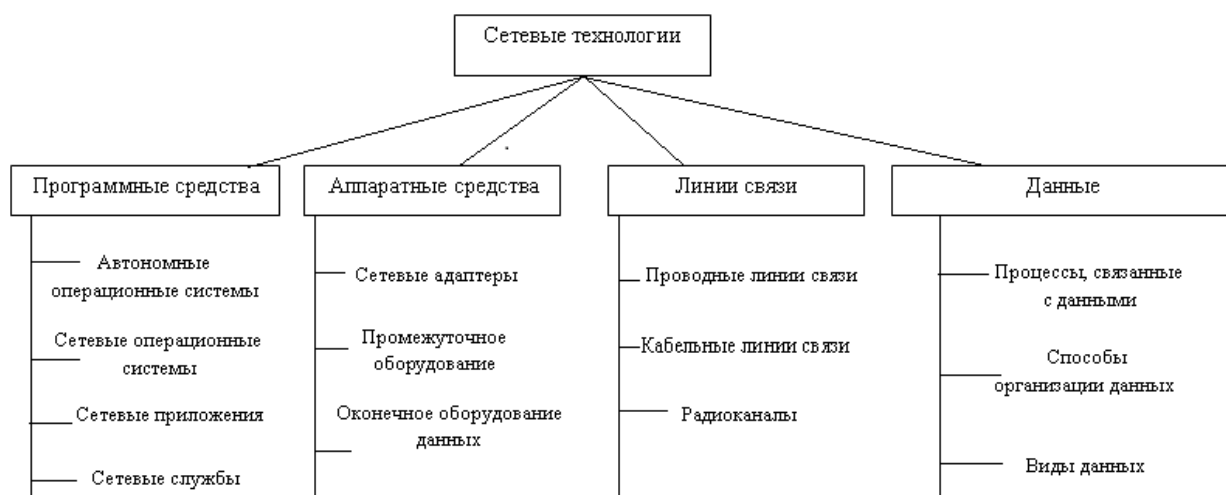 Сетевые технологии
Программные средства
Автономные
операционные системы
Сетевые операционные
системы
Сетевые приложения
Сетевые службы
Аппаратные средства
Сетевые адаптеры
Промежуточное
оборудование
Оконечное оборудование
данных
Линии связи
Проводные линии связи
Кабельные линии связи
Радиоканалы
Данные
Процессы, связанные
с данными
Способы
организации данных
Виды данных